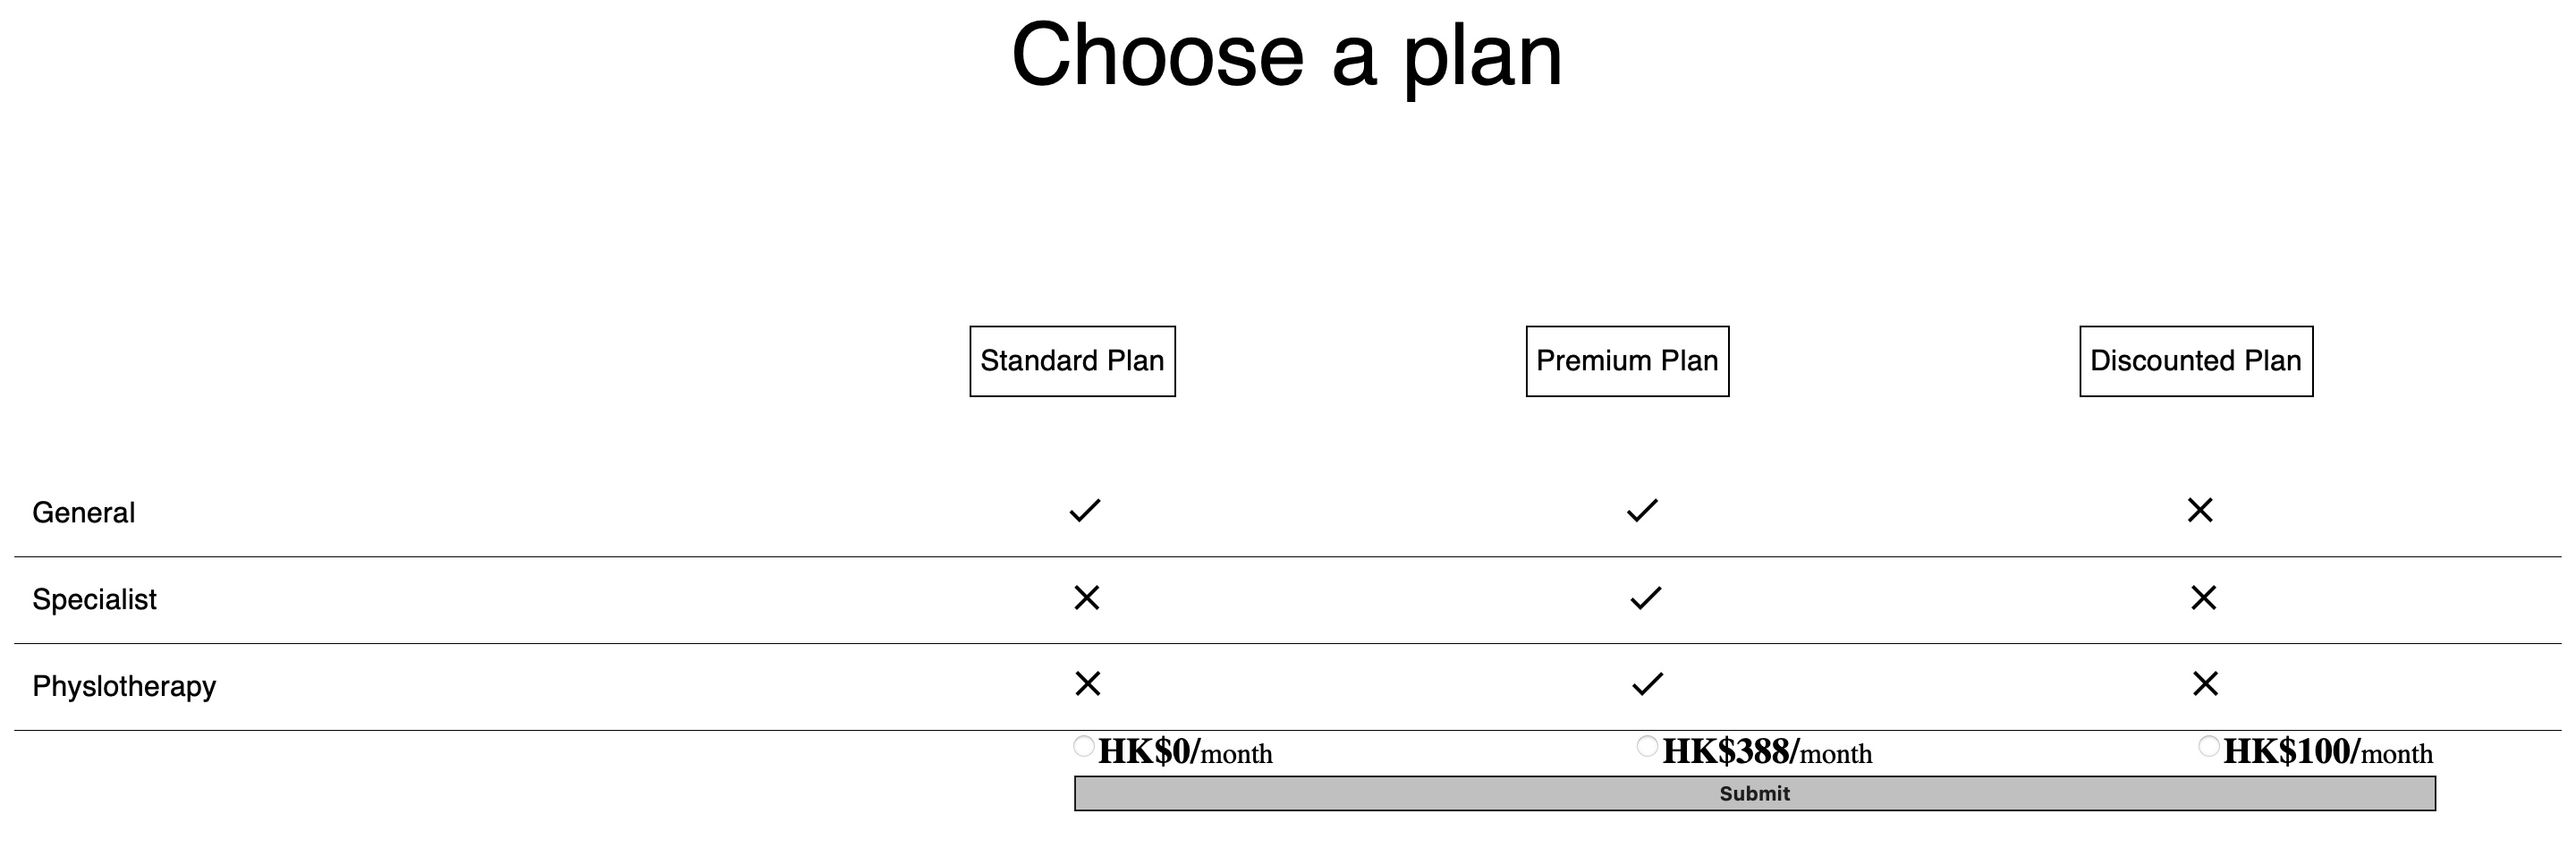 Choose a plan
Standard Plan Premium Plan Discounted Plan
General ✓ ✓ ✕
Specialist ✕ ✓ ✕
Physlotherapy ✕ ✓ ✕
HK$0/month HK$388/month HK$100/month
Submit